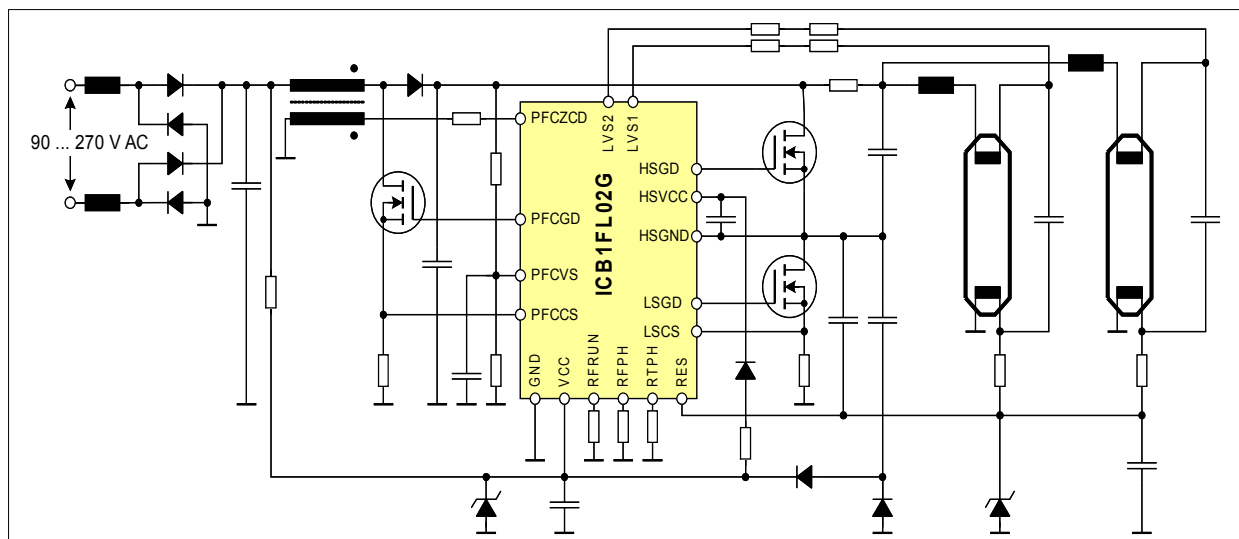 90 ... 270 V AC
PFCZCD
PFCGD
PFCVS
PFCCS
LVS2
LVS1
ICB1FL02G
HSGD
HSVCC
HSGND
LSGD
LSCS
GND
VCC
RFRUN
RFPH
RTPH
RES